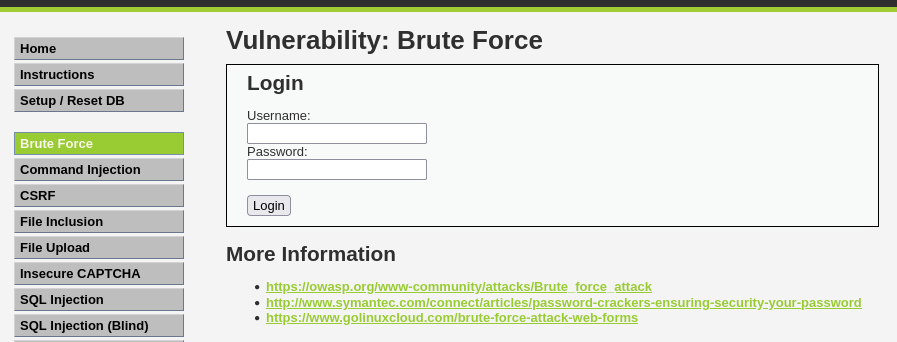 Home
Instructions
Setup / Reset DB
Brute Force
Command Injection
CSRF
File Inclusion
File Upload
Insecure CAPTCHA
SQL Injection
SQL Injection (Blind)
Vulnerability: Brute Force
Login
Username:
Password:
Login
More Information
https://owasp.org/www-community/attacks/Brute_force_attack
http://www.symantec.com/connect/articles/password-crackers-ensuring-security-your-password
https://www.golinuxcloud.com/brute-force-attack-web-forms